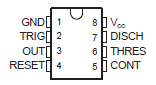 GND 1 8 Vcc
TRIG 2 7 DISCH
OUT 3 6 THRES
RESET 4 5 CONT